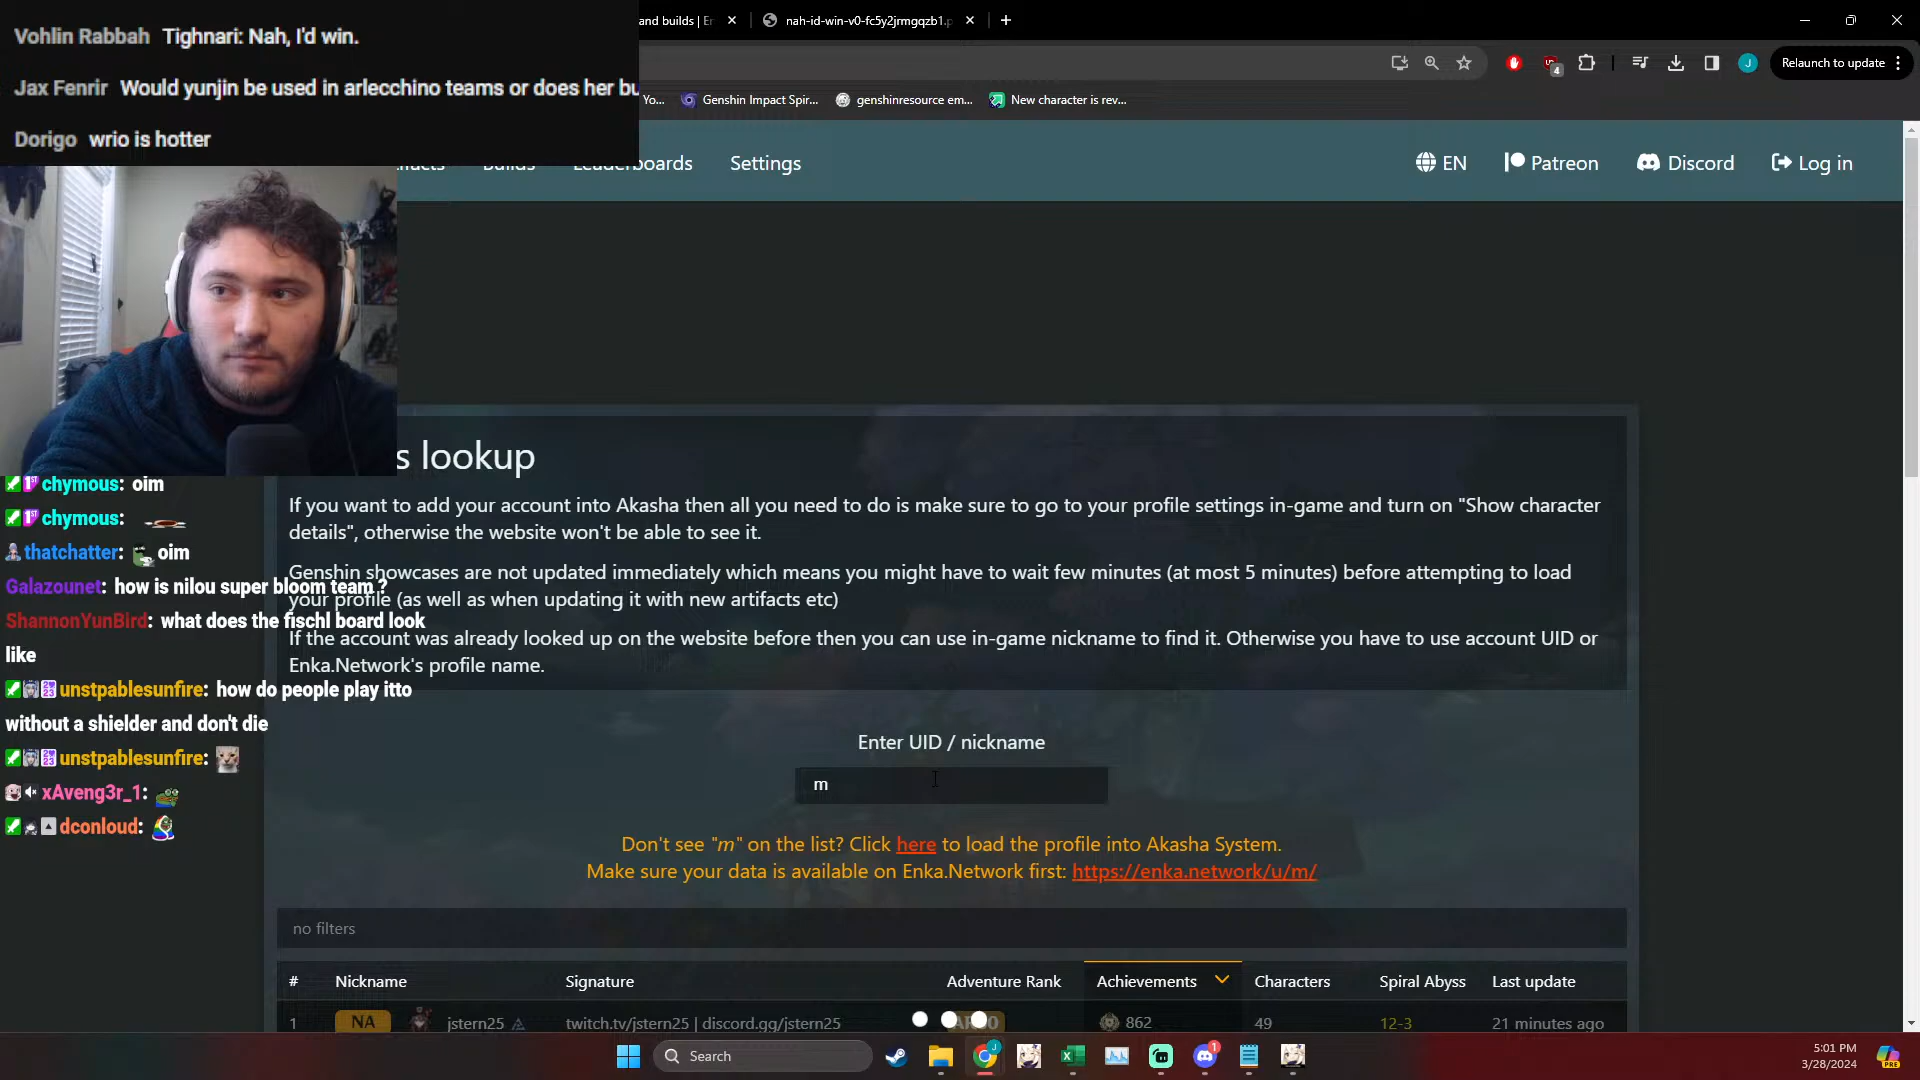 Vohlin Rabbah Tighnari: Nah, I'd win.
Jax Fenrir Would yunjin be used in arlecchino teams or does her bu
Dorigo wrio is hotter
and builds | Er
nah-id-win-v0-fc5y2jrmgqzb1.p
Relaunch to update
Yo...
Genshin Impact Spir...
genshinresource em...
New character is rev...
Builds
Leaderboards
Settings
EN
Patreon
Discord
Log in
s lookup
If you want to add your account into Akasha then all you need to do is make sure to go to your profile settings in-game and turn on "Show character
details", otherwise the website won't be able to see it.
Genshin showcases are not updated immediately which means you might have to wait few minutes (at most 5 minutes) before attempting to load
your profile (as well as when updating it with new artifacts etc)
If the account was already looked up on the website before then you can use in-game nickname to find it. Otherwise you have to use account UID or
Enka.Network's profile name.
chymous: oim
chymous:
thatchatter: oim
Galazounet: how is nilou super bloom team ?
ShannonYunBird: what does the fischl board look
like
unstpablesunfire: how do people play itto
without a shielder and don't die
unstpablesunfire:
xAveng3r_1:
dconloud:
Enter UID / nickname
m
Don't see "m" on the list? Click here to load the profile into Akasha System.
Make sure your data is available on Enka.Network first: https://enka.network/u/m/
no filters
# Nickname Signature Adventure Rank Achievements Characters Spiral Abyss Last update
1 NA jstern25 twitch.tv/jstern25 | discord.gg/jstern25 862 49 12-3 21 minutes ago
Search
5:01 PM
3/28/2024